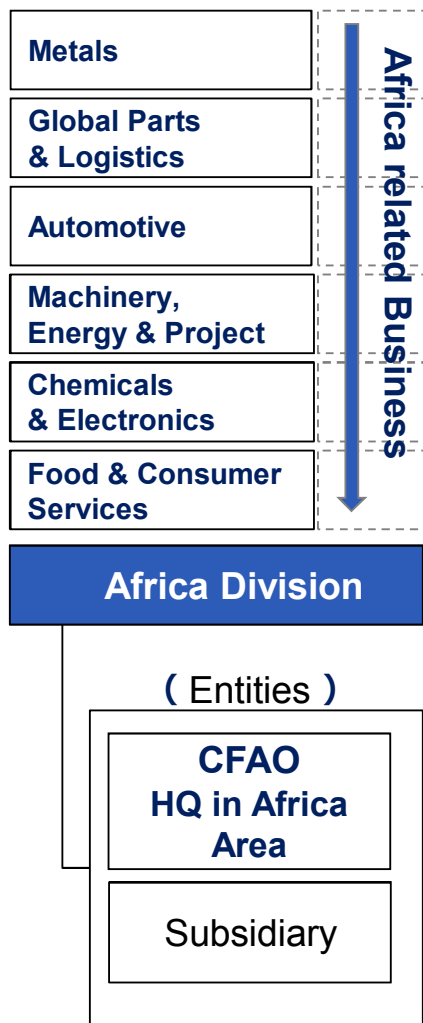 Metals
Global Parts
& Logistics
Automotive
Machinery,
Energy & Project
Chemicals
& Electronics
Food & Consumer
Services
Africa related Business
Africa Division
( Entities )
CFAO
HQ in Africa
Area
Subsidiary